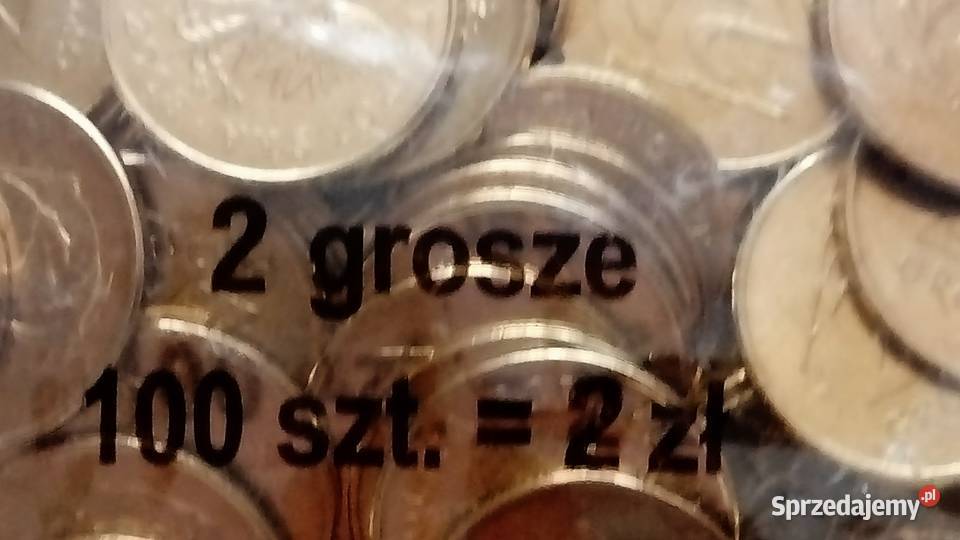 2 grosze
100 szt. = 2 zł
Sprzedajemy.pl